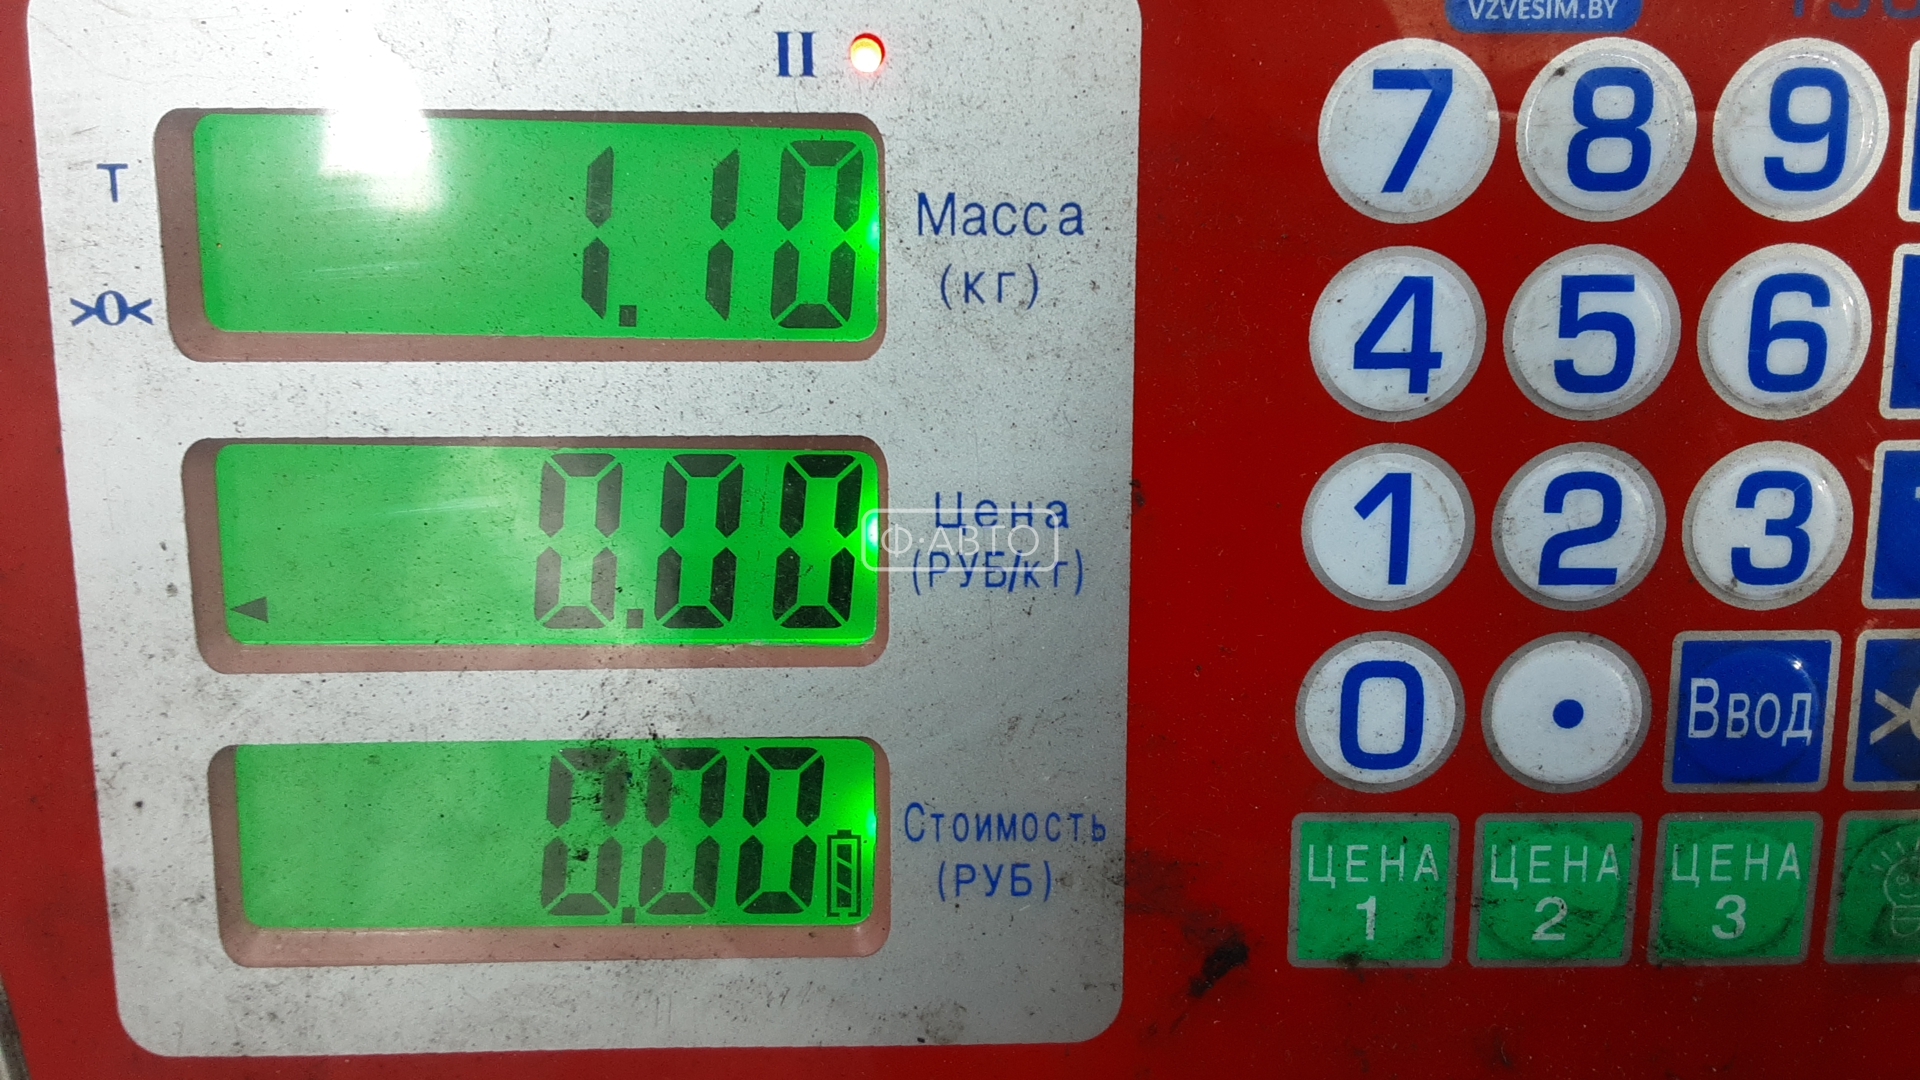 VZVESIM.BY
II
T
1.10
Масса
(кг)
>0<
0.00
Цена
(РУБ/кг)
Ф·АВТО
0.00
Стоимость
(РУБ)
7 8 9
4 5 6
1 2 3
0 . Ввод
ЦЕНА 1
ЦЕНА 2
ЦЕНА 3